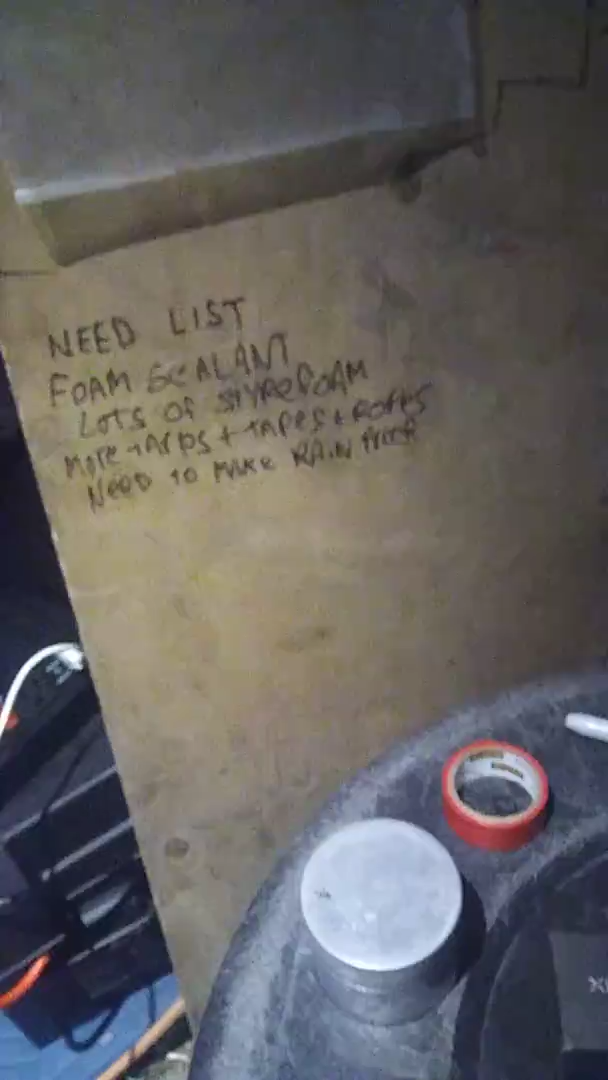 NEED LIST
FOAM SEALANT
LOTS OF STYREFOAM
MORE TARPS + TAPES + ROPES
NEED TO MAKE RAIN PROOF